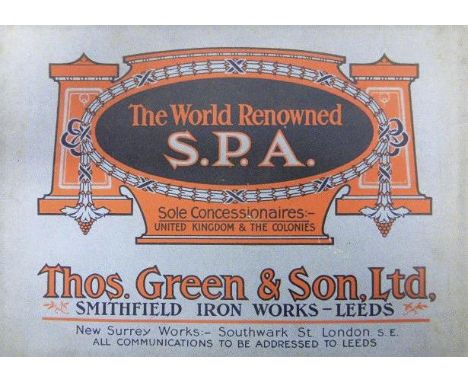 The World Renowned
S.P.A.
Sole Concessionaires:-
UNITED KINGDOM & THE COLONIES
Thos. Green & Son, Ltd,
SMITHFIELD IRON WORKS - LEEDS
New Surrey Works:- Southwark St. London S.E.
ALL COMMUNICATIONS TO BE ADDRESSED TO LEEDS